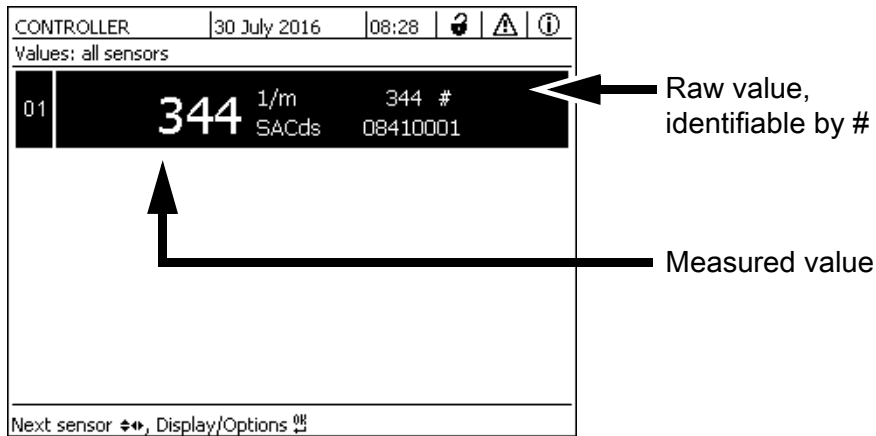 CONTROLLER 30 July 2016 08:28
Values: all sensors
01 344 1/m 344 #
SACds 08410001
Raw value,
identifiable by #
Measured value
Next sensor, Display/Options OK